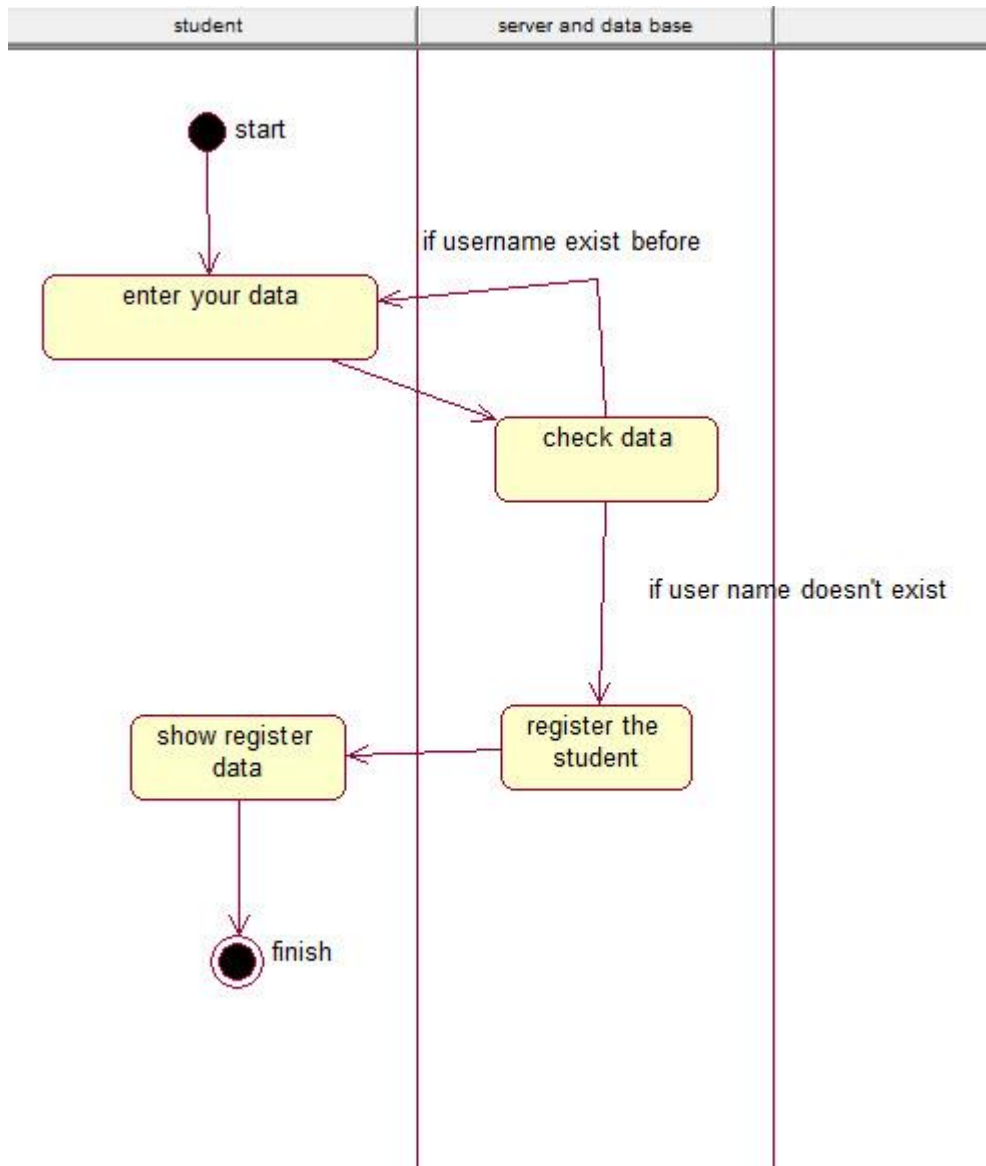 student
server and data base
start
if username exist before
enter your data
check data
if user name doesn't exist
register the
student
show register
data
finish